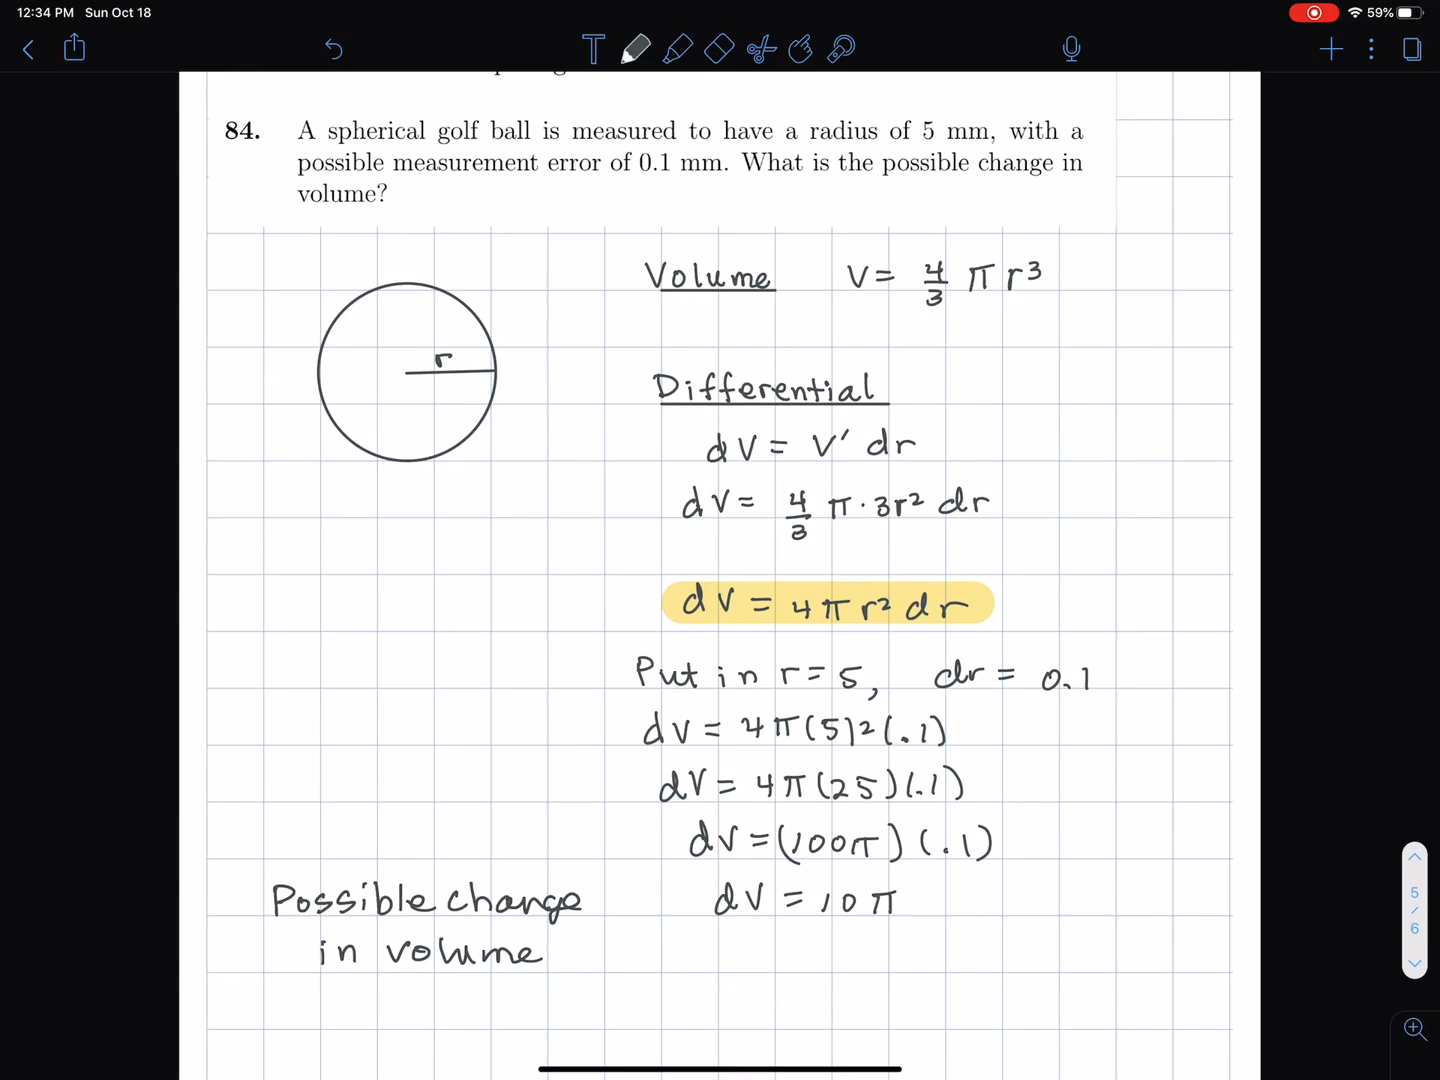 12:34 PM Sun Oct 18
59%
84. A spherical golf ball is measured to have a radius of 5 mm, with a
possible measurement error of 0.1 mm. What is the possible change in
volume?
Volume V = 4/3 π r³
r
Differential
dV = V′ dr
dV = 4/3 π · 3r² dr
dV = 4πr² dr
Put in r = 5, dr = 0.1
dV = 4π(5)²(.1)
dV = 4π(25)(.1)
dV = (100π)(.1)
Possible change dV = 10π
in volume
5
/
6